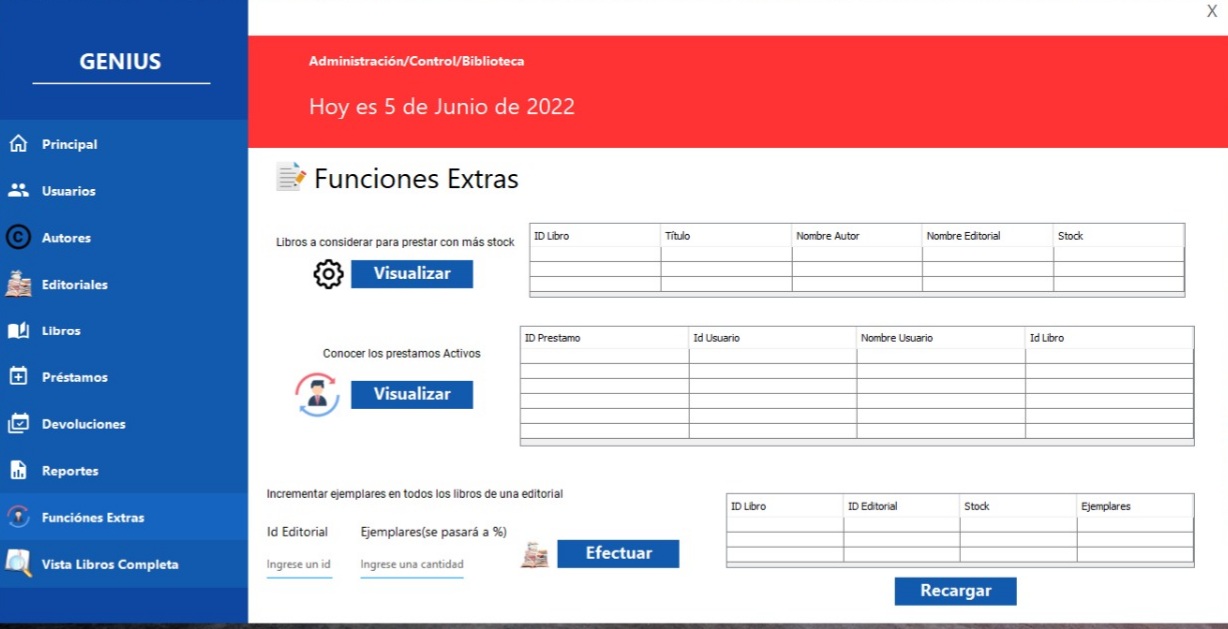 X
GENIUS
Administración/Control/Biblioteca
Hoy es 5 de Junio de 2022
Principal
Usuarios
Autores
Editoriales
Libros
Préstamos
Devoluciones
Reportes
Funciónes Extras
Vista Libros Completa
Funciones Extras
Libros a considerar para prestar con más stock
Visualizar
ID Libro Título Nombre Autor Nombre Editorial Stock
Conocer los prestamos Activos
Visualizar
ID Prestamo Id Usuario Nombre Usuario Id Libro
Incrementar ejemplares en todos los libros de una editorial
Id Editorial Ejemplares(se pasará a %)
Ingrese un id Ingrese una cantidad
Efectuar
ID Libro ID Editorial Stock Ejemplares
Recargar